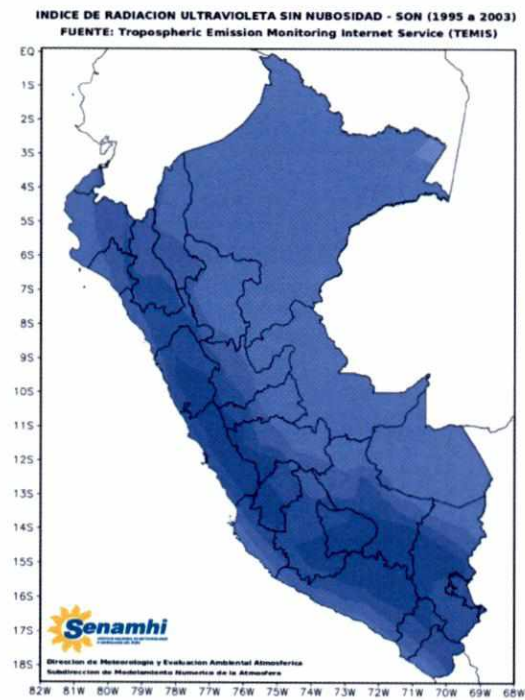 INDICE DE RADIACION ULTRAVIOLETA SIN NUBOSIDAD - SON (1995 a 2003)
FUENTE: Tropospheric Emission Monitoring Internet Service (TEMIS)
EQ
1S
2S
3S
4S
5S
6S
7S
8S
9S
10S
11S
12S
13S
14S
15S
16S
17S
18S
Senamhi
Direccion de Meteorologia y Evaluacion Ambiental Atmosferica
Subdireccion de Modelamiento Numerico de la Atmosfera
82W 81W 80W 79W 78W 77W 76W 75W 74W 73W 72W 71W 70W 69W 68W